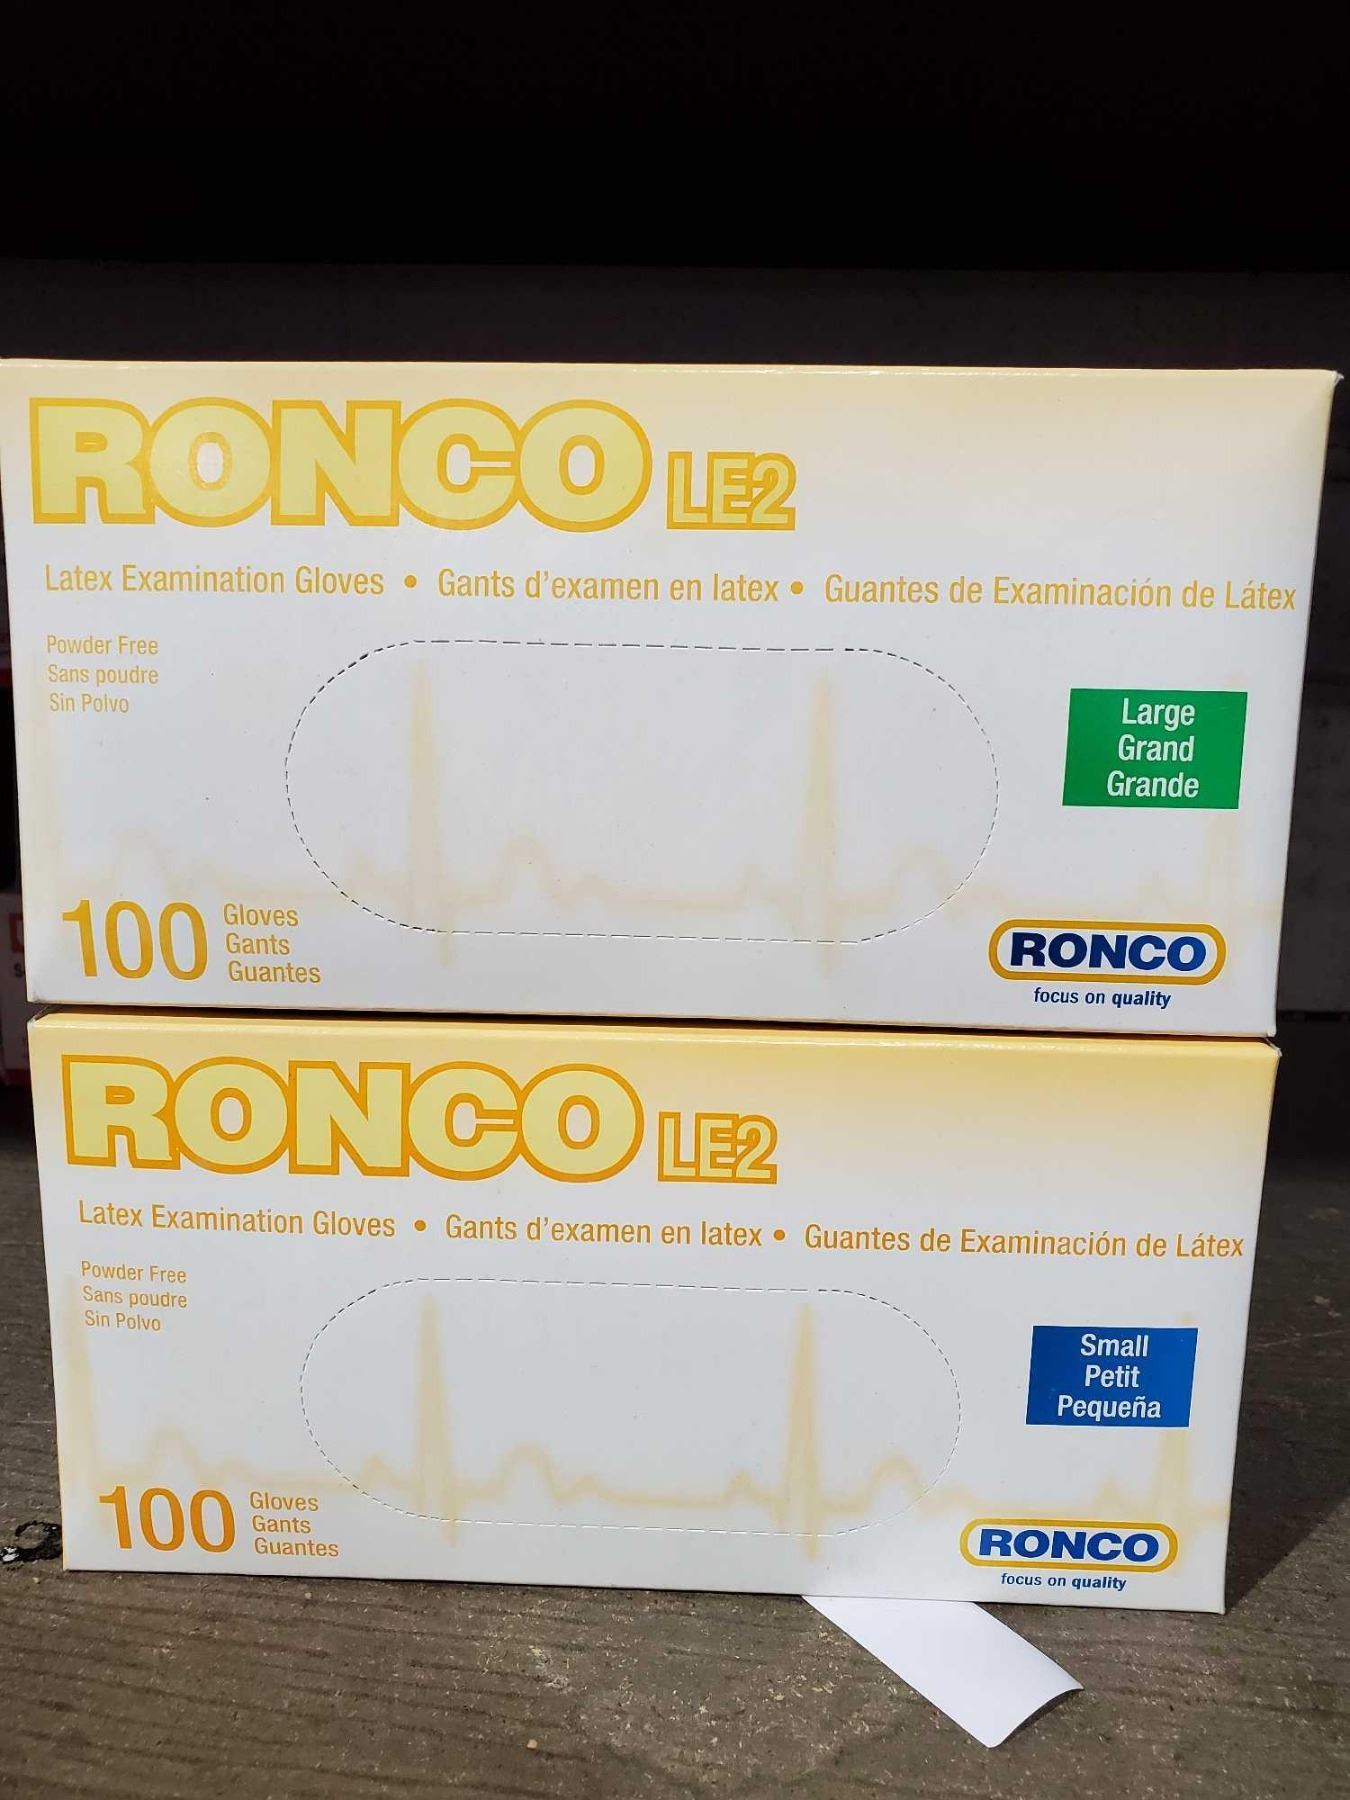 RONCO LE2
Latex Examination Gloves • Gants d'examen en latex • Guantes de Examinación de Látex
Powder Free
Sans poudre
Sin Polvo
Large
Grand
Grande
100
Gloves
Gants
Guantes
RONCO
focus on quality
RONCO LE2
Latex Examination Gloves • Gants d'examen en latex • Guantes de Examinación de Látex
Powder Free
Sans poudre
Sin Polvo
Small
Petit
Pequeña
100
Gloves
Gants
Guantes
RONCO
focus on quality